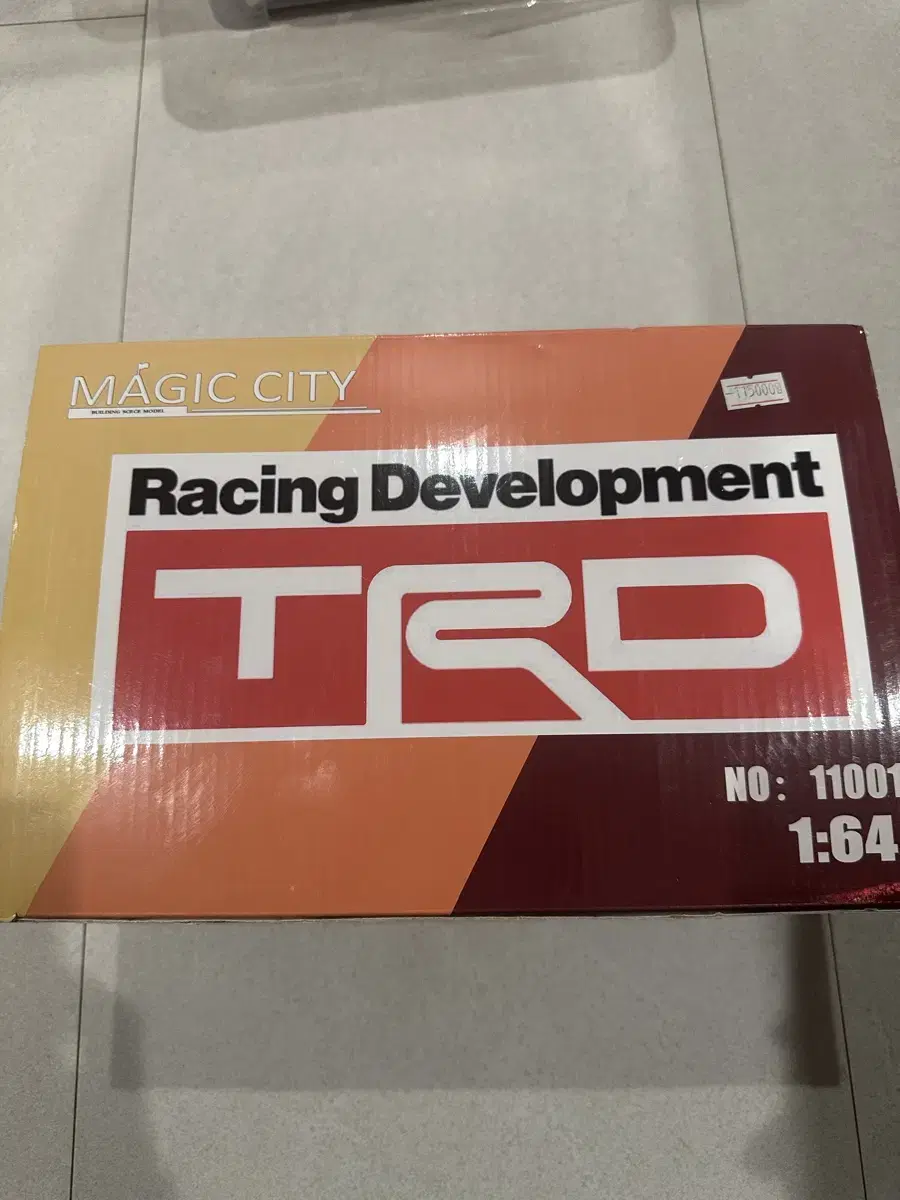 MAGIC CITY
Racing Development
TRD
NO: 11001
1:64